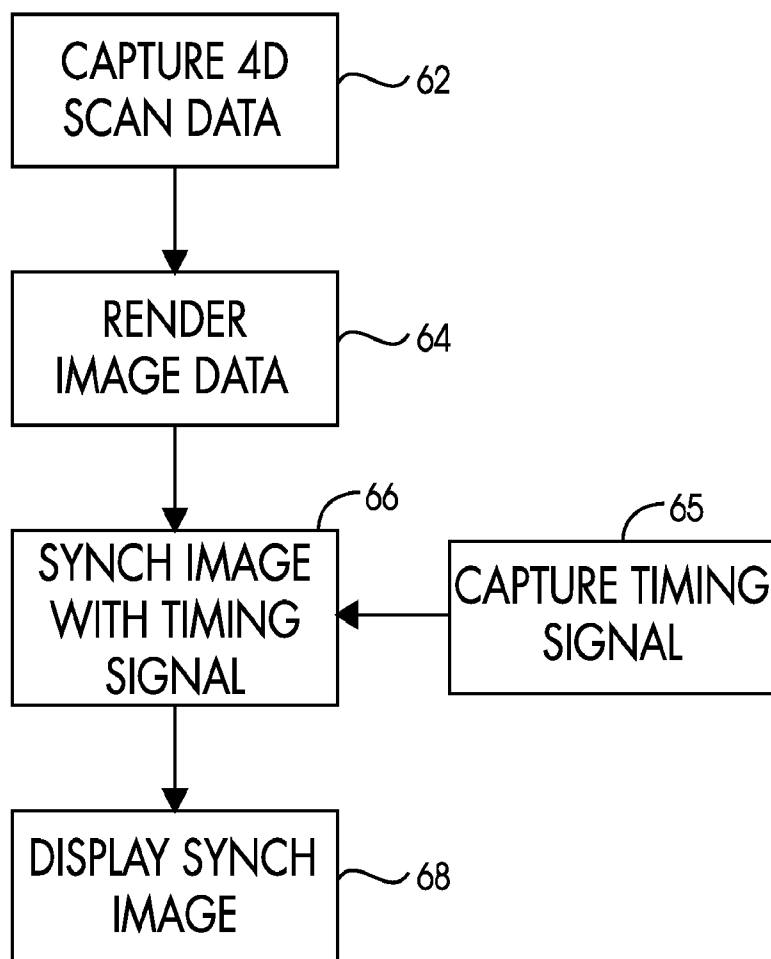 CAPTURE 4D
SCAN DATA
62
RENDER
IMAGE DATA
64
66
SYNCH IMAGE
WITH TIMING
SIGNAL
65
CAPTURE TIMING
SIGNAL
DISPLAY SYNCH
IMAGE
68